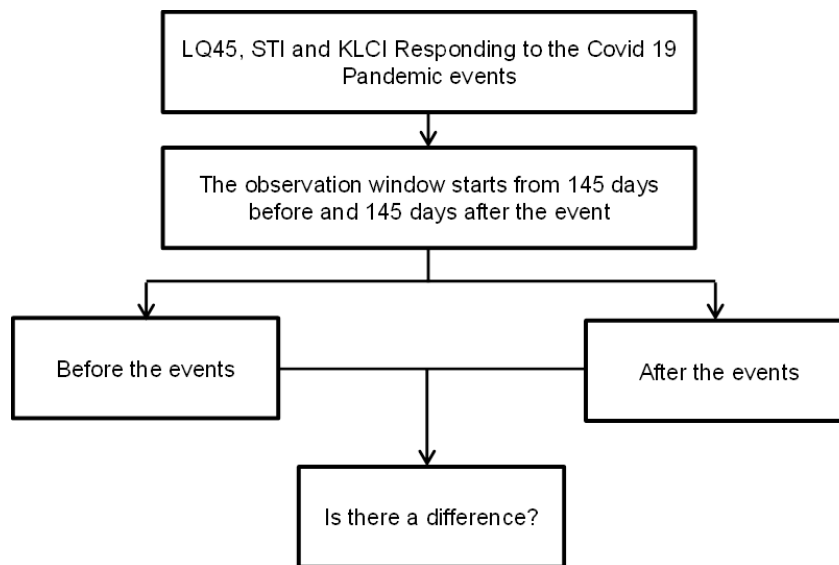 LQ45, STI and KLCI Responding to the Covid 19
Pandemic events
The observation window starts from 145 days
before and 145 days after the event
Before the events
After the events
Is there a difference?